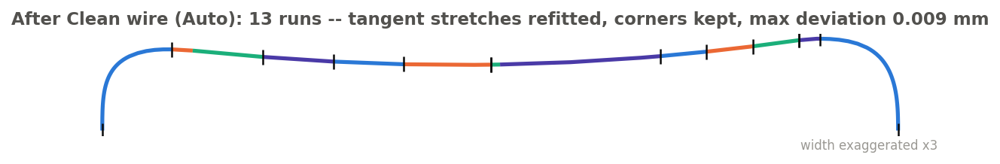 After Clean wire (Auto): 13 runs -- tangent stretches refitted, corners kept, max deviation 0.009 mm
width exaggerated x3